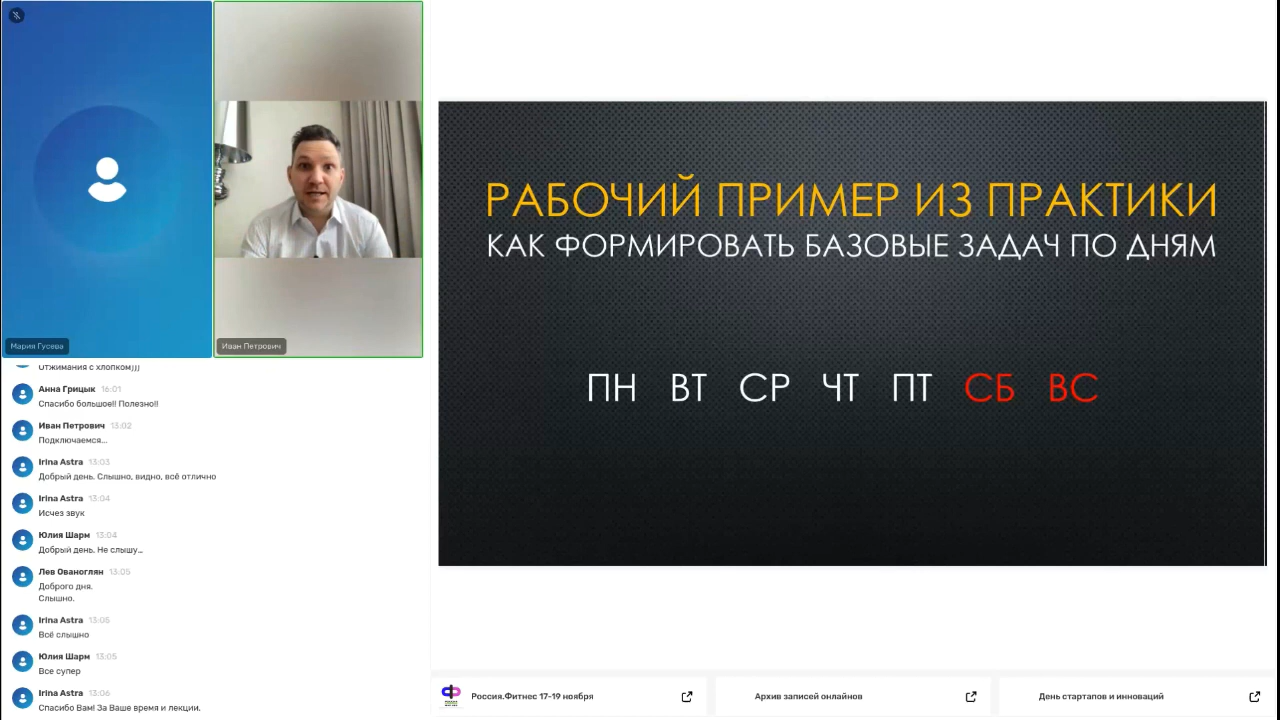 Мария Гусева
Иван Петрович
Отжимания с хлопком)))
Анна Грицык 16:01
Спасибо большое!! Полезно!!
Иван Петрович 13:02
Подключаемся...
Irina Astra 13:03
Добрый день. Слышно, видно, всё отлично
Irina Astra 13:04
Исчез звук
Юлия Шарм 13:04
Добрый день. Не слышу...
Лев Ованоглян 13:05
Доброго дня.
Слышно.
Irina Astra 13:05
Всё слышно
Юлия Шарм 13:05
Все супер
Irina Astra 13:06
Спасибо Вам! За Ваше время и лекции.
РАБОЧИЙ ПРИМЕР ИЗ ПРАКТИКИ
КАК ФОРМИРОВАТЬ БАЗОВЫЕ ЗАДАЧ ПО ДНЯМ
ПН ВТ СР ЧТ ПТ СБ ВС
Россия.Фитнес 17-19 ноября
Архив записей онлайнов
День стартапов и инноваций